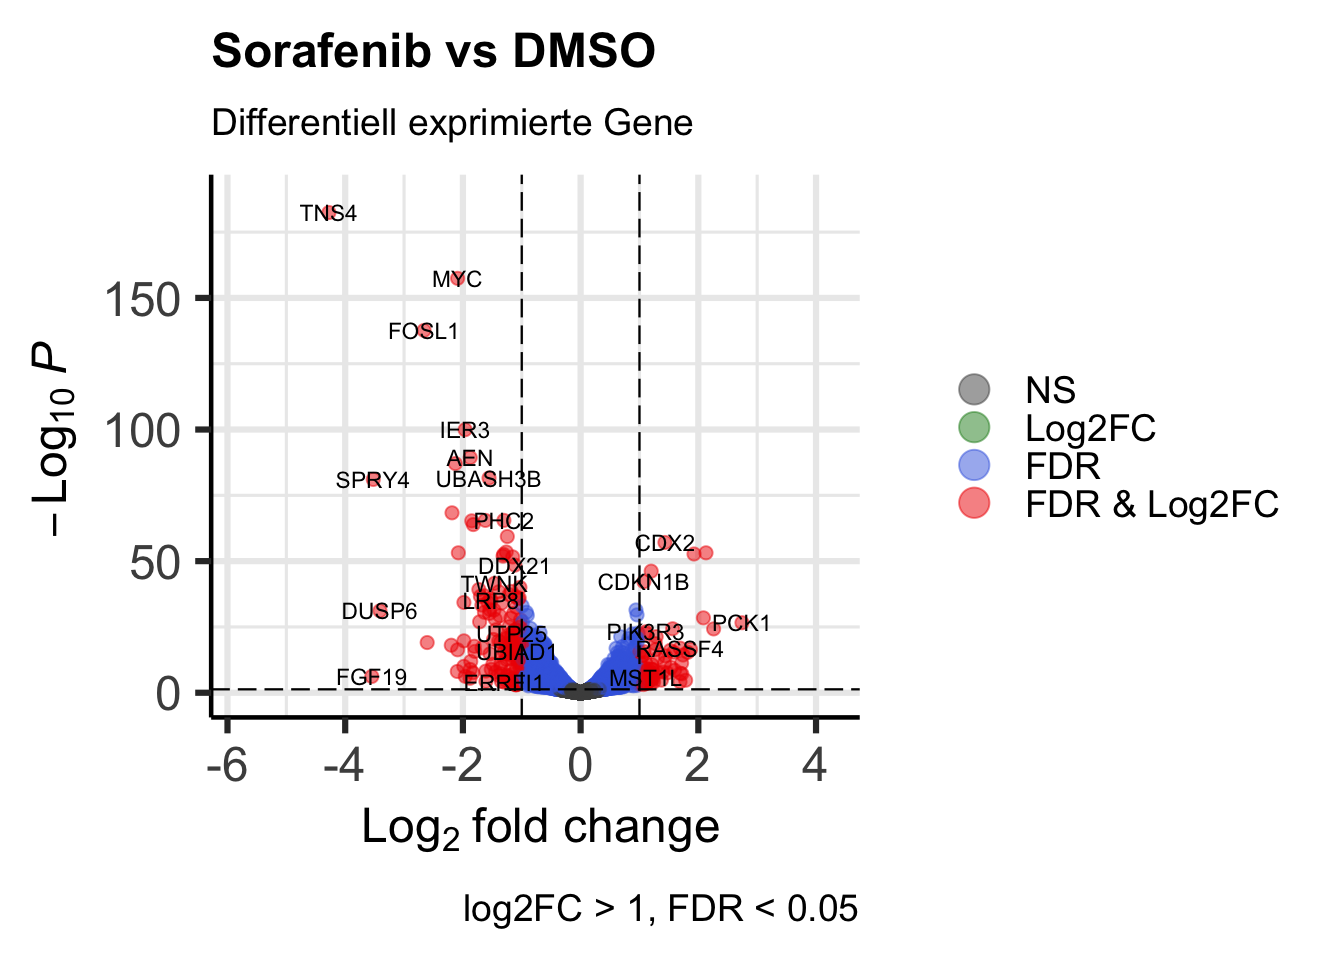 Sorafenib vs DMSO
Differentiell exprimierte Gene
−Log10 P
150
100
50
0
TNS4
MYC
FOSL1
IER3
AEN
SPRY4
UBASH3B
PHC2
CDX2
DDX21
TWNK
CDKN1B
LRP8
DUSP6
PCK1
UTP25
PIK3R3
UBIAD1
RASSF4
FGF19
ERRFI1
MST1L
-6
-4
-2
0
2
4
Log2 fold change
NS
Log2FC
FDR
FDR & Log2FC
log2FC > 1, FDR < 0.05